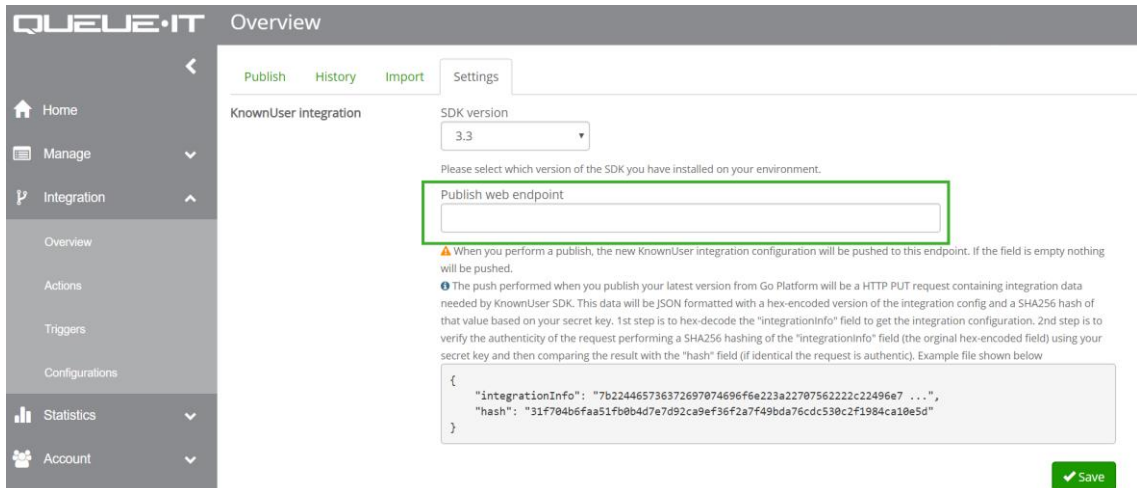 QUEUE-IT
Overview
Home
Manage
Integration
Overview
Actions
Triggers
Configurations
Statistics
Account
Publish History Import Settings
KnownUser integration
SDK version
3.3
Please select which version of the SDK you have installed on your environment.
Publish web endpoint
When you perform a publish, the new KnownUser integration configuration will be pushed to this endpoint. If the field is empty nothing
will be pushed.
The push performed when you publish your latest version from Go Platform will be a HTTP PUT request containing integration data
needed by KnownUser SDK. This data will be JSON formatted with a hex-encoded version of the integration config and a SHA256 hash of
that value based on your secret key. 1st step is to hex-decode the "integrationInfo" field to get the integration configuration. 2nd step is to
verify the authenticity of the request performing a SHA256 hashing of the "integrationInfo" field (the orginal hex-encoded field) using your
secret key and then comparing the result with the "hash" field (if identical the request is authentic). Example file shown below
{
"integrationInfo": "7b224465736372697074696f6e223a22707562222c22496e7 ...",
"hash": "31f704b6faa51fb0b4d7e7d92ca9ef36f2a7f49bda76cdc530c2f1984ca10e5d"
}
Save